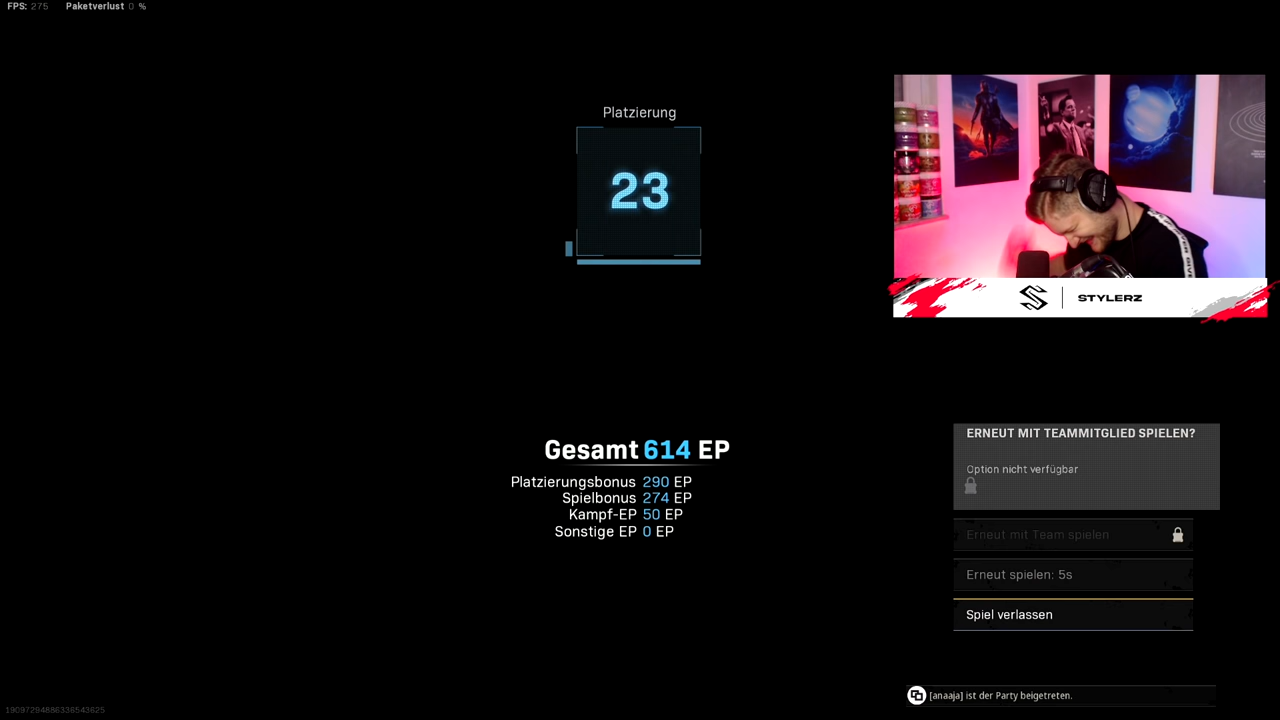 FPS: 275 Paketverlust 0 %
Platzierung
23
STYLERZ
Gesamt 614 EP
Platzierungsbonus 290 EP
Spielbonus 274 EP
Kampf-EP 50 EP
Sonstige EP 0 EP
ERNEUT MIT TEAMMITGLIED SPIELEN?
Option nicht verfügbar
Erneut mit Team spielen
Erneut spielen: 5s
Spiel verlassen
[anaaja] ist der Party beigetreten.